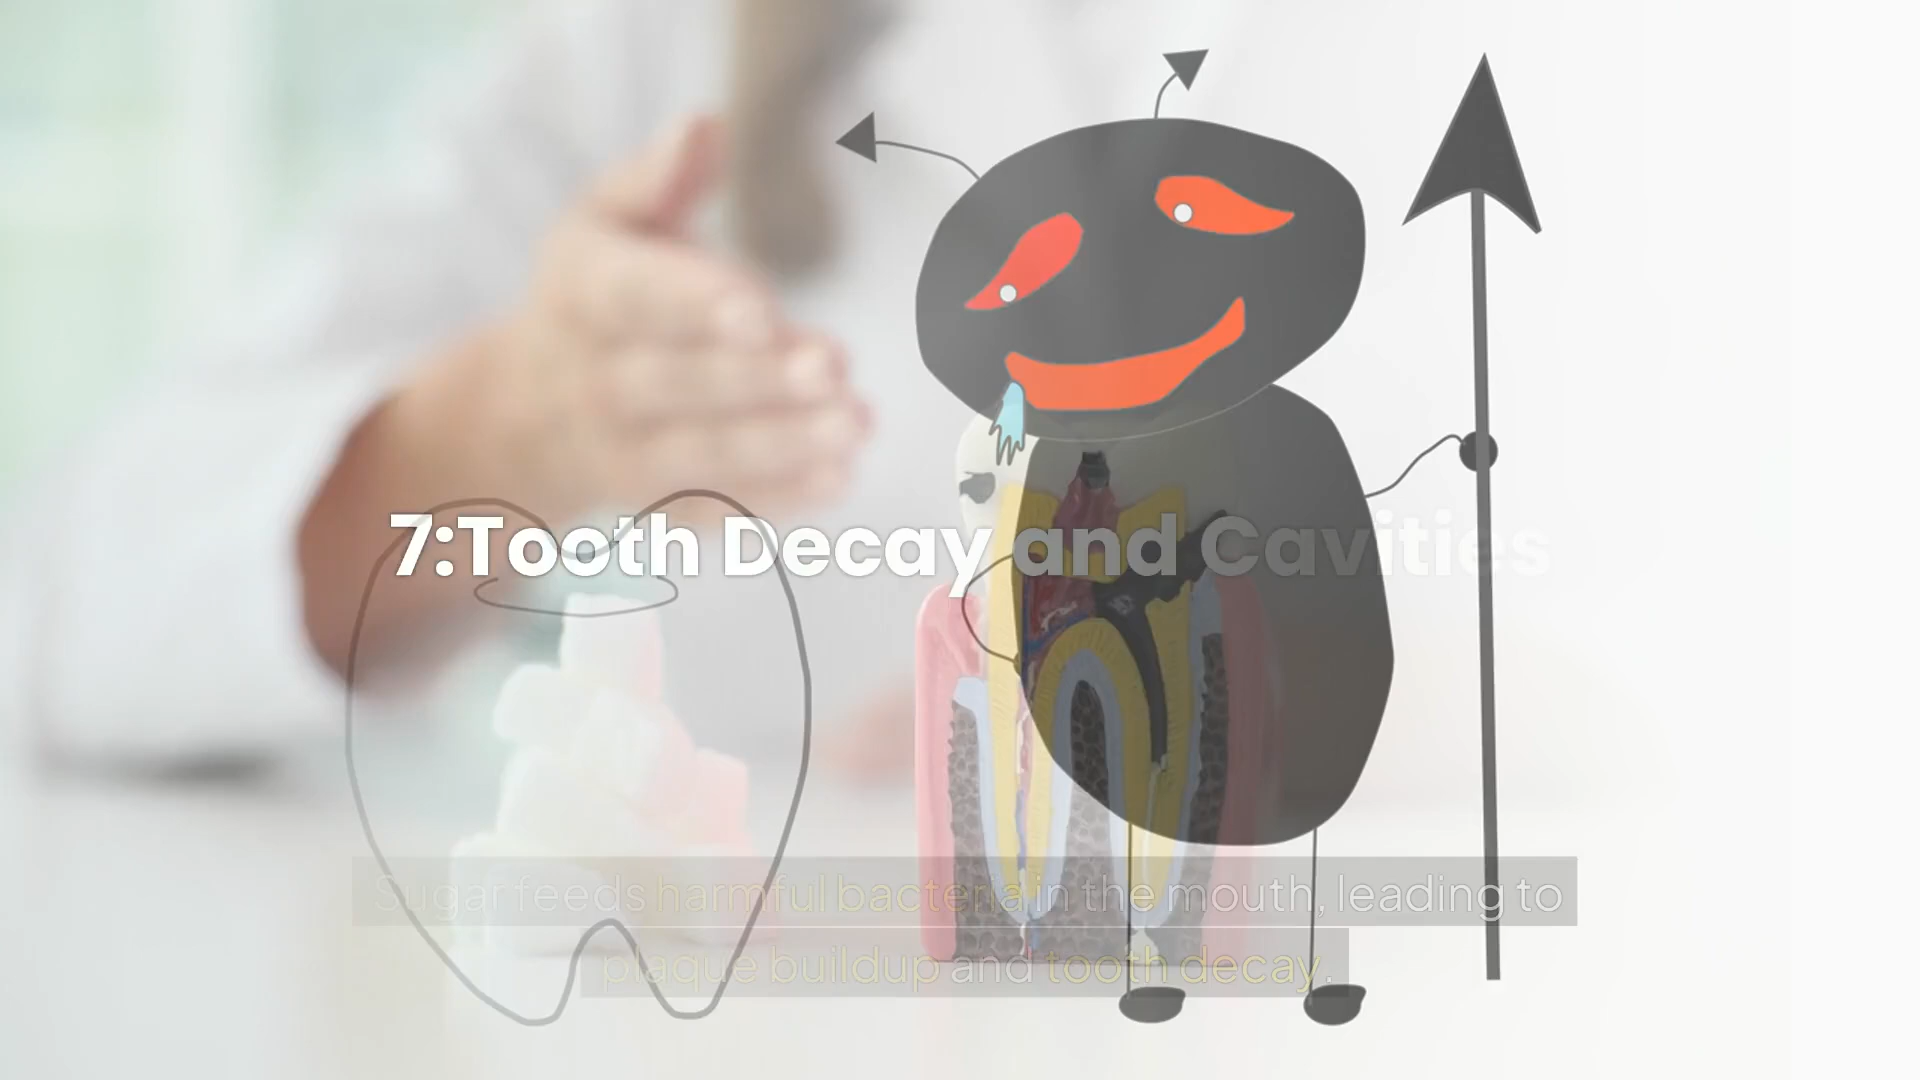 7:Tooth Decay and Cavities
Sugar feeds harmful bacteria in the mouth, leading to
plaque buildup and tooth decay.